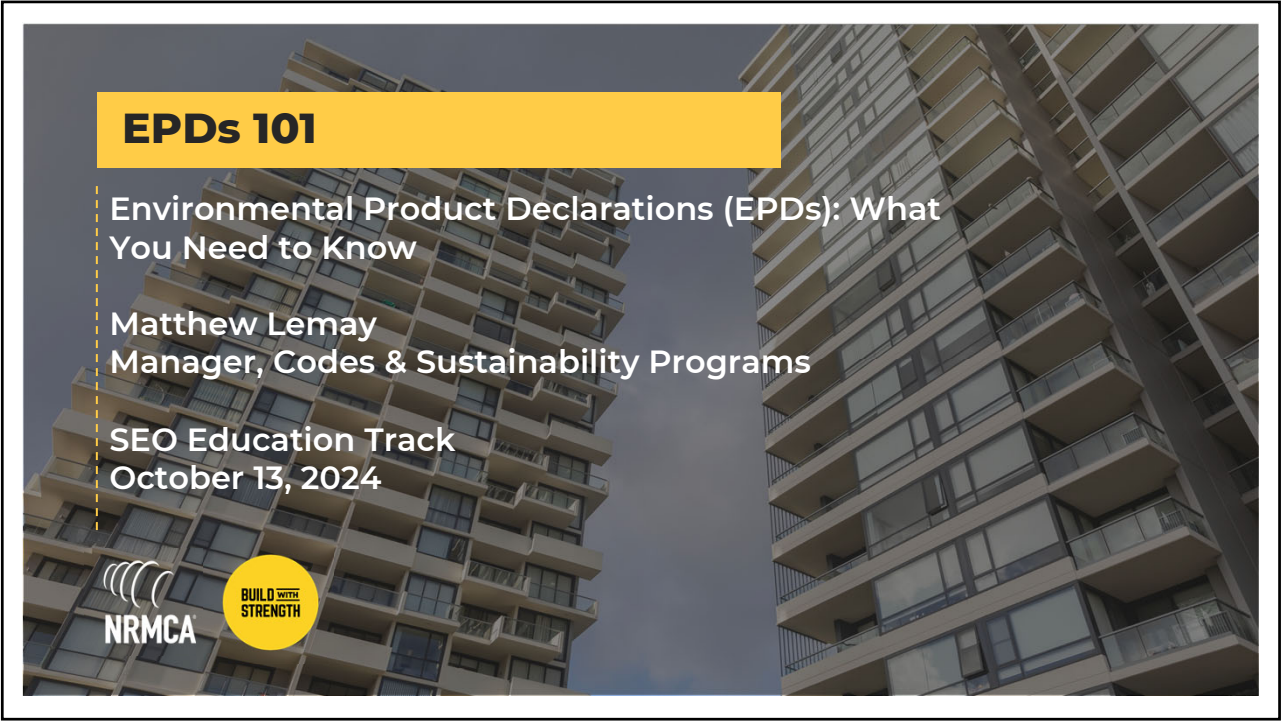 EPDs 101
Environmental Product Declarations (EPDs): What
You Need to Know
Matthew Lemay
Manager, Codes & Sustainability Programs
SEO Education Track
October 13, 2024
NRMCA
BUILD WITH
STRENGTH